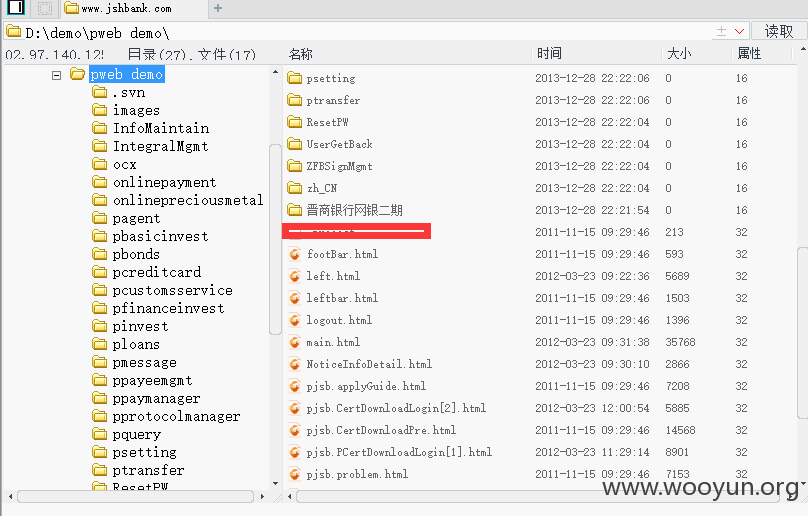 www.jshbank.com
D:\demo\pweb demo\
读取
02.97.140.12! 目录(27).文件(17)
名称 时间 大小 属性
pweb demo
.svn
images
InfoMaintain
IntegralMgmt
ocx
onlinepayment
onlinepreciousmetal
pagent
pbasicinvest
pbonds
pcreditcard
pcustomsservice
pfinanceinvest
pinvest
ploans
pmessage
ppayeemgmt
ppaymanager
pprotocolmanager
pquery
psetting
ptransfer
ResetPW
psetting 2013-12-28 22:22:06 0 16
ptransfer 2013-12-28 22:22:06 0 16
ResetPW 2013-12-28 22:22:04 0 16
UserGetBack 2013-12-28 22:22:04 0 16
ZFBSignMgmt 2013-12-28 22:22:06 0 16
zh_CN 2013-12-28 22:22:04 0 16
晋商银行网银二期 2013-12-28 22:21:54 0 16
2011-11-15 09:29:46 213 32
footBar.html 2011-11-15 09:29:46 593 32
left.html 2012-03-23 09:22:36 5689 32
leftbar.html 2011-11-15 09:29:46 1503 32
logout.html 2011-11-15 09:29:46 1396 32
main.html 2012-03-23 09:31:38 35768 32
NoticeInfoDetail.html 2012-03-23 09:30:10 2866 32
pjsb.applyGuide.html 2011-11-15 09:29:46 7208 32
pjsb.CertDownloadLogin[2].html 2012-03-23 12:00:54 5885 32
pjsb.CertDownloadPre.html 2011-11-15 09:29:46 14568 32
pjsb.PCertDownloadLogin[1].html 2012-03-23 11:29:14 8901 32
pjsb.problem.html 2011-11-15 09:29:46 7153 32
www.wooyun.org